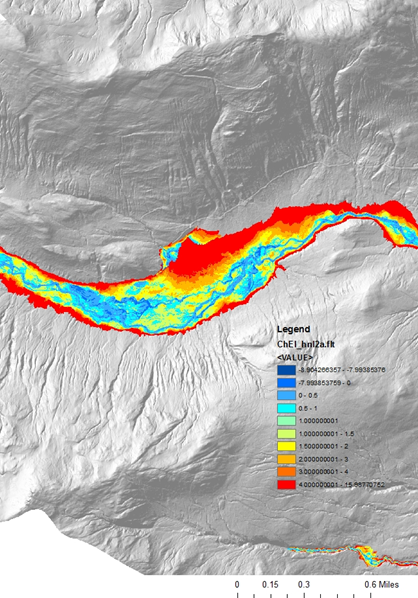 Legend
ChEl_hnl2a.flt
<VALUE>
-8.904266357 - -7.99385376
-7.993853759 - 0
0 - 0.5
0.5 - 1
1.000000001
1.000000001 - 1.5
1.500000001 - 2
2.000000001 - 3
3.000000001 - 4
4.000000001 - 15.98770752
0 0.15 0.3 0.6 Miles